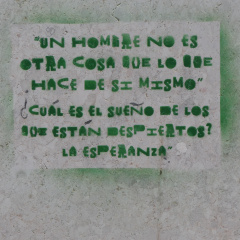 "UN HOMBRE NO ES
OTRA COSA QUE LO QUE
HACE DE SI MISMO"
¿CUÁL ES EL SUEÑO DE LOS
QUE ESTAN DESPIERTOS?
LA ESPERANZA"